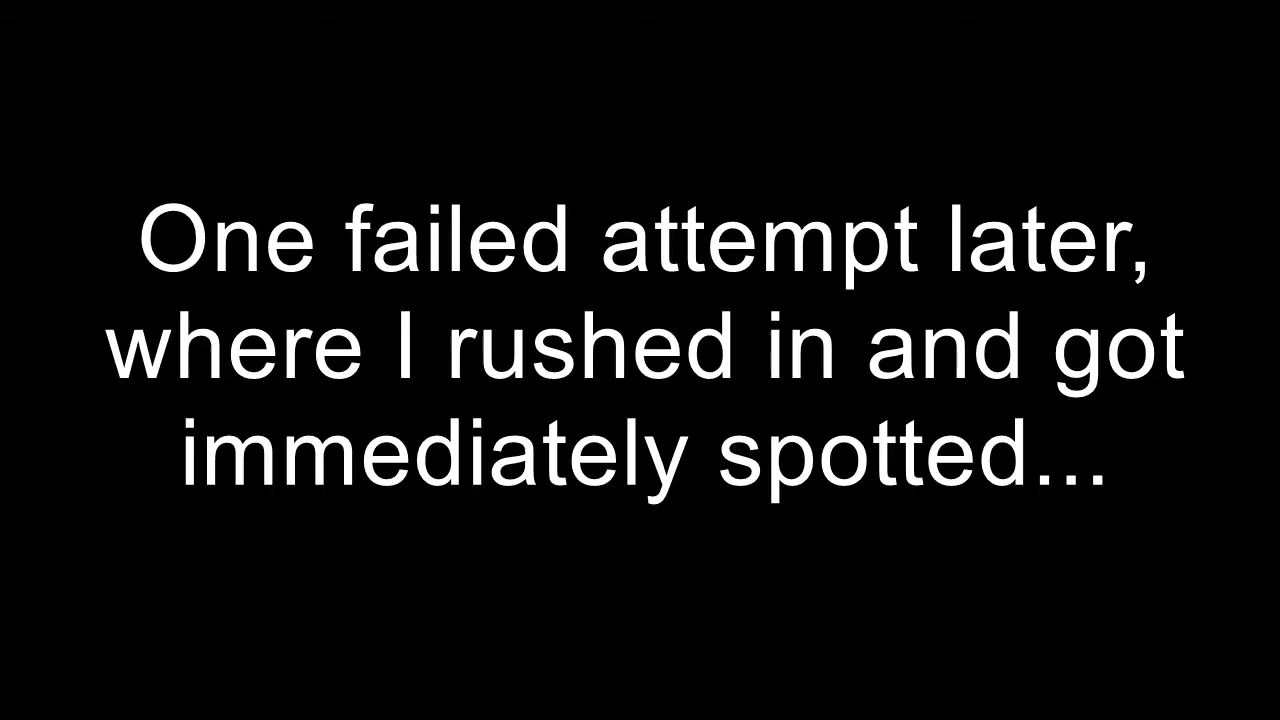 One failed attempt later,
where I rushed in and got
immediately spotted...